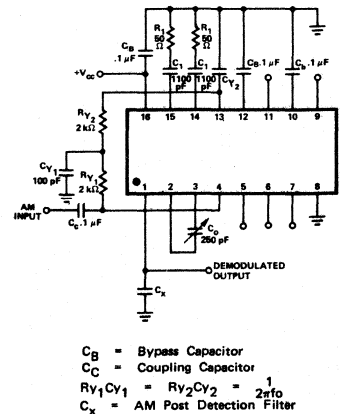 R1 50 Ω
R1 50 Ω
CB .1 µF
C1 1100 pF
C1 1100 pF
CY2
CB .1 µF
Cb .1 µF
+VCC
RY2 2 kΩ
16 15 14 13 12 11 10 9
CY1 100 pF
RY1 2 kΩ
1 2 3 4 5 6 7 8
AM INPUT
Cc .1 µF
Co 250 pF
DEMODULATED OUTPUT
Cx
CB = Bypass Capacitor
CC = Coupling Capacitor
Ry1Cy1 = Ry2Cy2 = 1/2πfo
Cx = AM Post Detection Filter